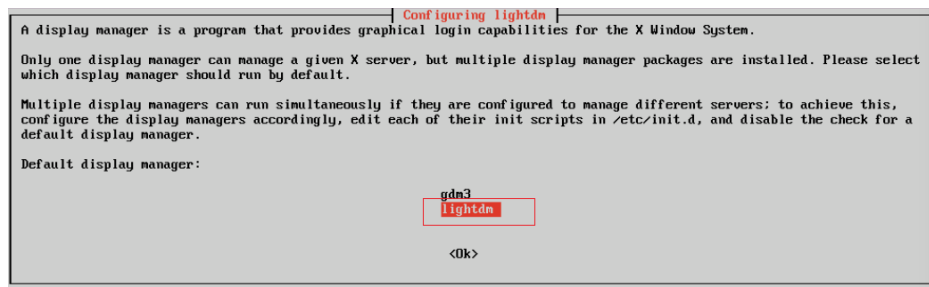 Configuring lightdm
A display manager is a program that provides graphical login capabilities for the X Window System.
Only one display manager can manage a given X server, but multiple display manager packages are installed. Please select
which display manager should run by default.
Multiple display managers can run simultaneously if they are configured to manage different servers; to achieve this,
configure the display managers accordingly, edit each of their init scripts in /etc/init.d, and disable the check for a
default display manager.
Default display manager:
gdm3
lightdm
<Ok>